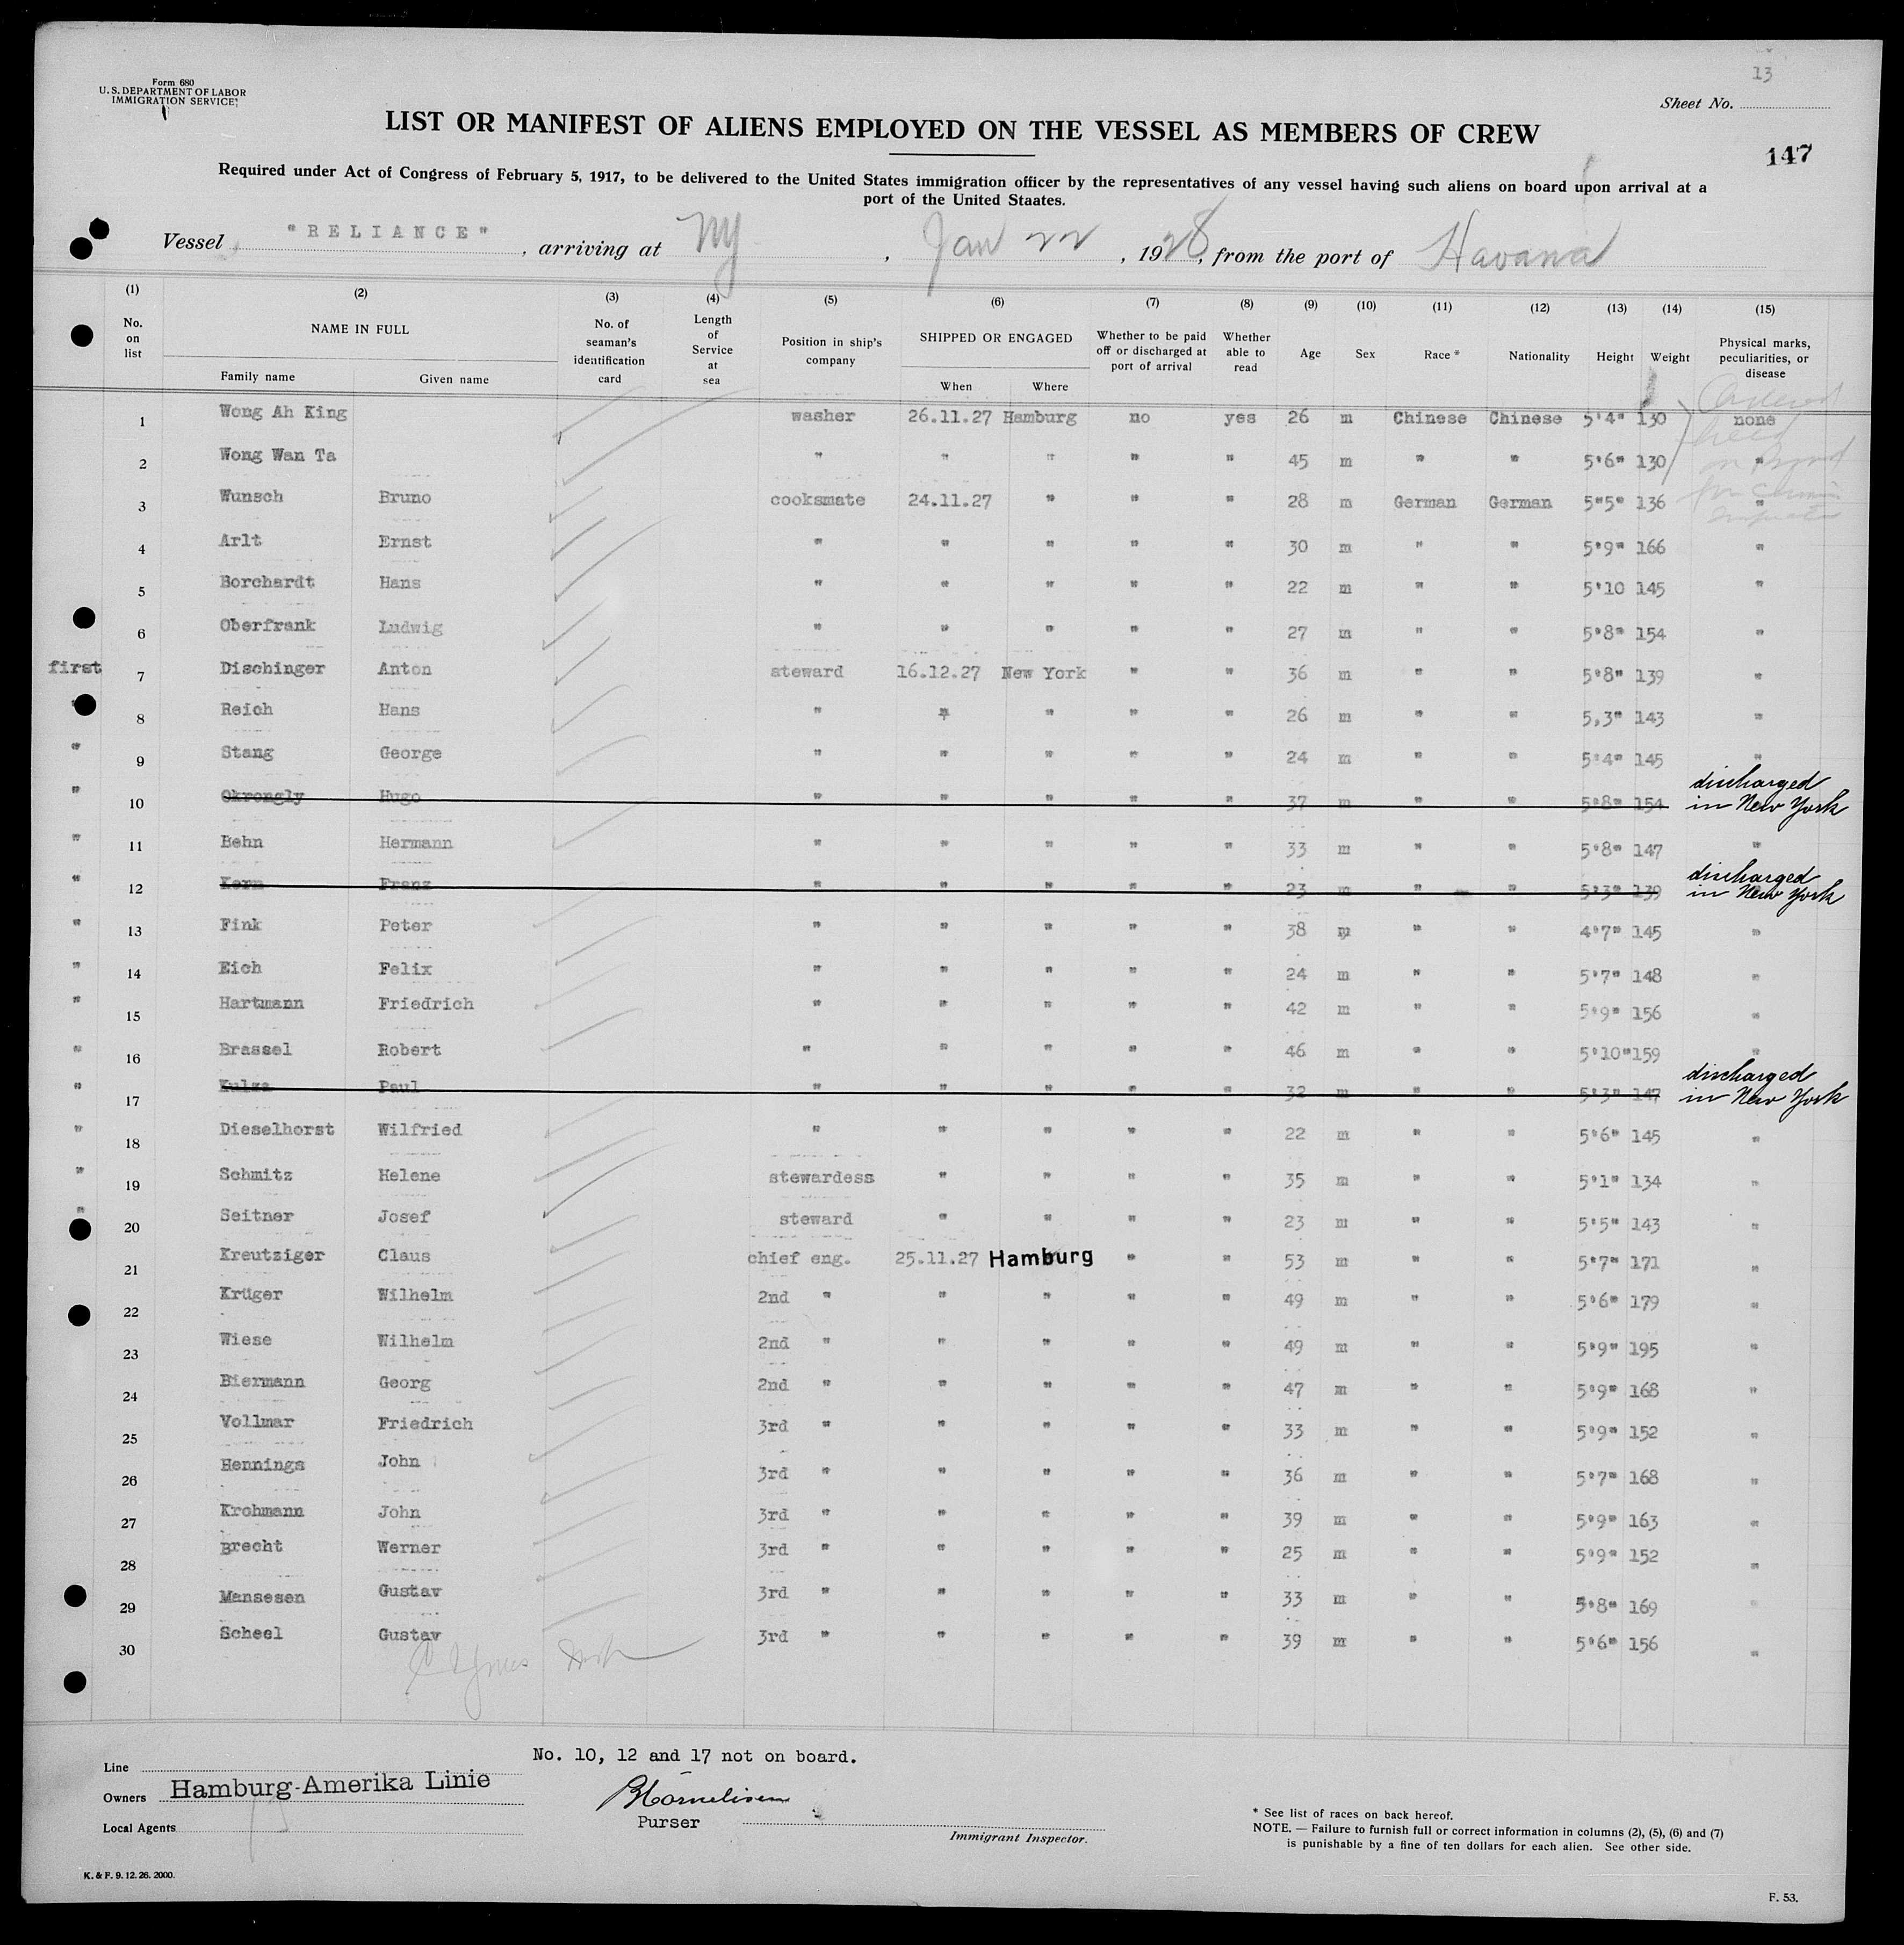 13
Form 680
U.S. DEPARTMENT OF LABOR
IMMIGRATION SERVICE
Sheet No.
LIST OR MANIFEST OF ALIENS EMPLOYED ON THE VESSEL AS MEMBERS OF CREW
147
Required under Act of Congress of February 5, 1917, to be delivered to the United States immigration officer by the representatives of any vessel having such aliens on board upon arrival at a
port of the United Staates.
Vessel "RELIANCE", arriving at NY, Jan 22, 1928, from the port of Havana
(1) (2) (3) (4) (5) (6) (7) (8) (9) (10) (11) (12) (13) (14) (15)
No. on list NAME IN FULL Family name Given name No. of seaman's identification card Length of Service at sea Position in ship's company SHIPPED OR ENGAGED When Where Whether to be paid off or discharged at port of arrival Whether able to read Age Sex Race * Nationality Height Weight Physical marks, peculiarities, or disease
1 Wong Ah King washer 26.11.27 Hamburg no yes 26 m Chinese Chinese 5'4" 130 none
2 Wong Wan Ta " " " " " 45 m " " 5'6" 130 "
3 Wunsch Bruno cooksmate 24.11.27 " " " 28 m German German 5"5" 136 "
4 Arlt Ernst " " " " " 30 m " " 5'9" 166 "
5 Borchardt Hans " " " " " 22 m " " 5'10 145 "
6 Oberfrank Ludwig " " " " " 27 m " " 5'8" 154 "
first 7 Dischinger Anton steward 16.12.27 New York " " 36 m " " 5'8" 139 "
" 8 Reich Hans " " " " " 26 m " " 5,3" 143 "
" 9 Stang George " " " " " 24 m " " 5'4" 145 "
" 10 Okrongly Hugo " " " " " 37 m " " 5'8" 154 discharged in New York
" 11 Behn Hermann " " " " " 33 m " " 5'8" 147 "
" 12 Kern Franz " " " " " 23 m " " 5'3" 139 discharged in New York
" 13 Fink Peter " " " " " 38 m " " 4'7" 145 "
" 14 Eich Felix " " " " " 24 m " " 5'7" 148 "
" 15 Hartmann Friedrich " " " " " 42 m " " 5'9" 156 "
" 16 Brassel Robert " " " " " 46 m " " 5'10" 159 "
" 17 Paul " " " " " 32 m " " 5'3" 147 discharged in New York
" 18 Dieselhorst Wilfried " " " " " 22 m " " 5'6" 145 "
" 19 Schmitz Helene stewardess " " " " 35 m " " 5'1" 134 "
" 20 Seitner Josef steward " " " " 23 m " " 5'5" 143 "
21 Kreutziger Claus chief eng. 25.11.27 Hamburg " " 53 m " " 5'7" 171 "
22 Krüger Wilhelm 2nd " " " " " 49 m " " 5'6" 179 "
23 Wiese Wilhelm 2nd " " " " " 49 m " " 5'9" 195 "
24 Biermann Georg 2nd " " " " " 47 m " " 5'9" 168 "
25 Vollmar Friedrich 3rd " " " " " 33 m " " 5'9" 152 "
26 Hennings John 3rd " " " " " 36 m " " 5'7" 168 "
27 Krohmann John 3rd " " " " " 39 m " " 5'9" 163 "
28 Brecht Werner 3rd " " " " " 25 m " " 5'9" 152 "
29 Mansesen Gustav 3rd " " " " " 33 m " " 5'8" 169 "
30 Scheel Gustav 3rd " " " " " 39 m " " 5'6" 156 "
No. 10, 12 and 17 not on board.
Line
Owners Hamburg-Amerika Linie
Local Agents
Purser
Immigrant Inspector.
* See list of races on back hereof.
NOTE. — Failure to furnish full or correct information in columns (2), (5), (6) and (7)
is punishable by a fine of ten dollars for each alien. See other side.
K. & F. 9. 12. 26. 2000.
F. 53.